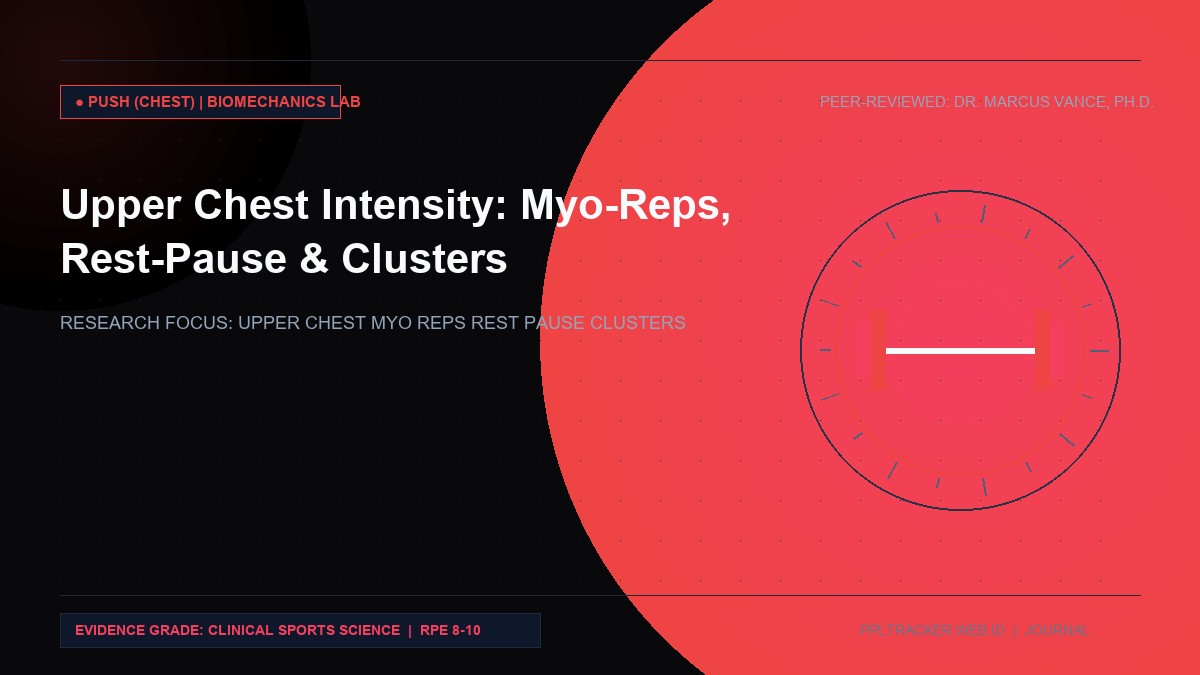 ● PUSH (CHEST) | BIOMECHANICS LAB
PEER-REVIEWED: DR. MARCUS VANCE, PH.D.
Upper Chest Intensity: Myo-Reps,
Rest-Pause & Clusters
RESEARCH FOCUS: UPPER CHEST MYO REPS REST PAUSE CLUSTERS
EVIDENCE GRADE: CLINICAL SPORTS SCIENCE | RPE 8-10
PPLTRACKER.WEB.ID | JOURNAL